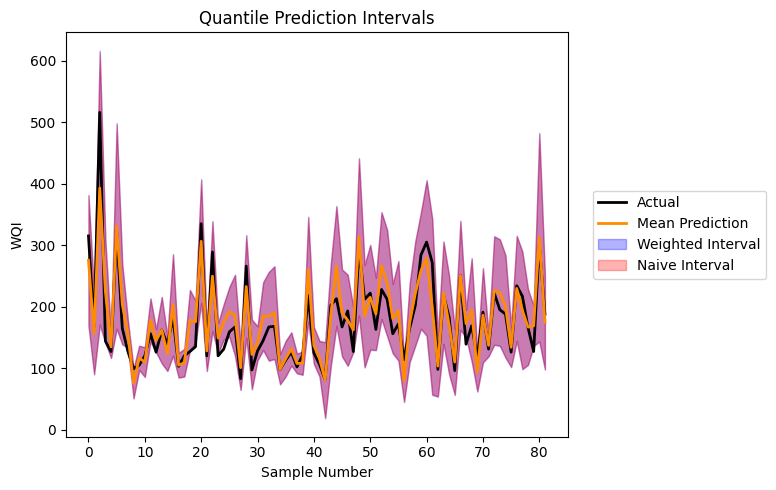 Quantile Prediction Intervals
WQI
600
500
400
300
200
100
0
0 10 20 30 40 50 60 70 80
Sample Number
Actual
Mean Prediction
Weighted Interval
Naive Interval